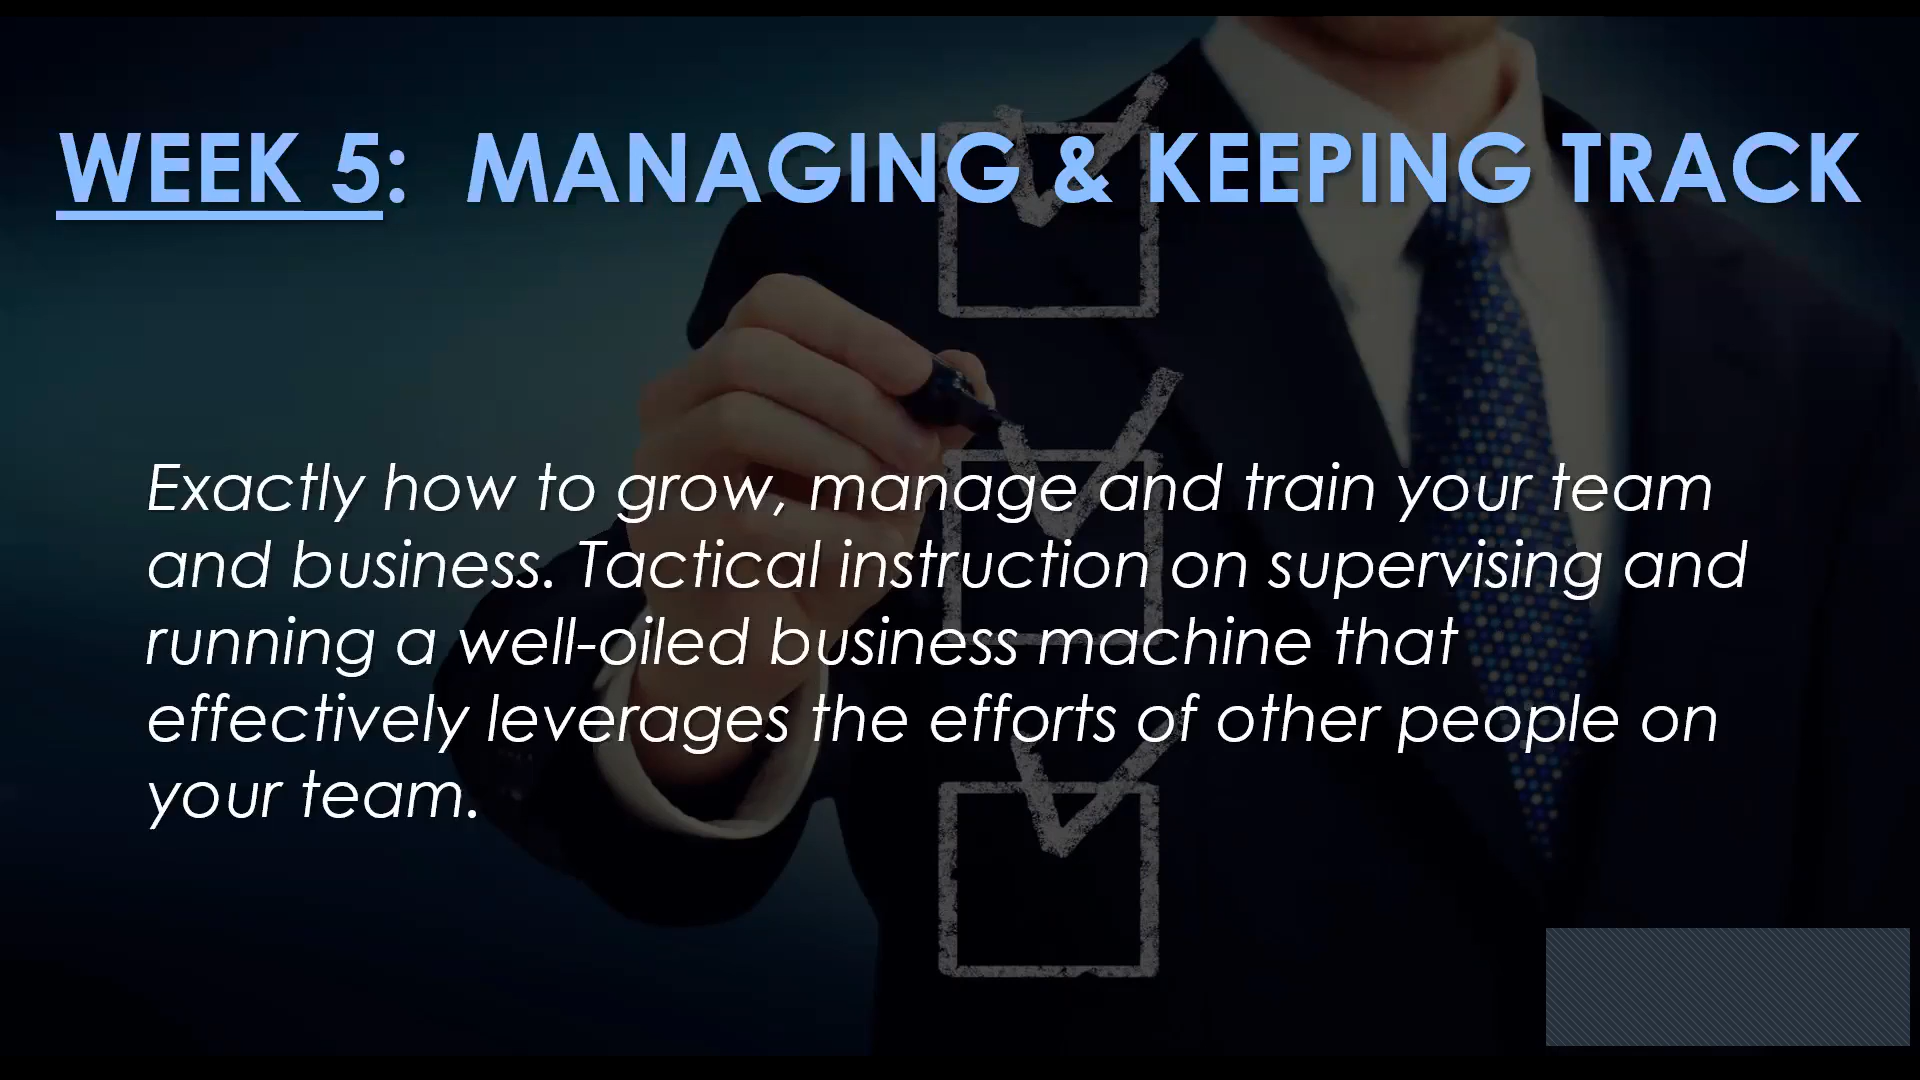 WEEK 5:  MANAGING & KEEPING TRACK
Exactly how to grow, manage and train your team
and business. Tactical instruction on supervising and
running a well-oiled business machine that
effectively leverages the efforts of other people on
your team.